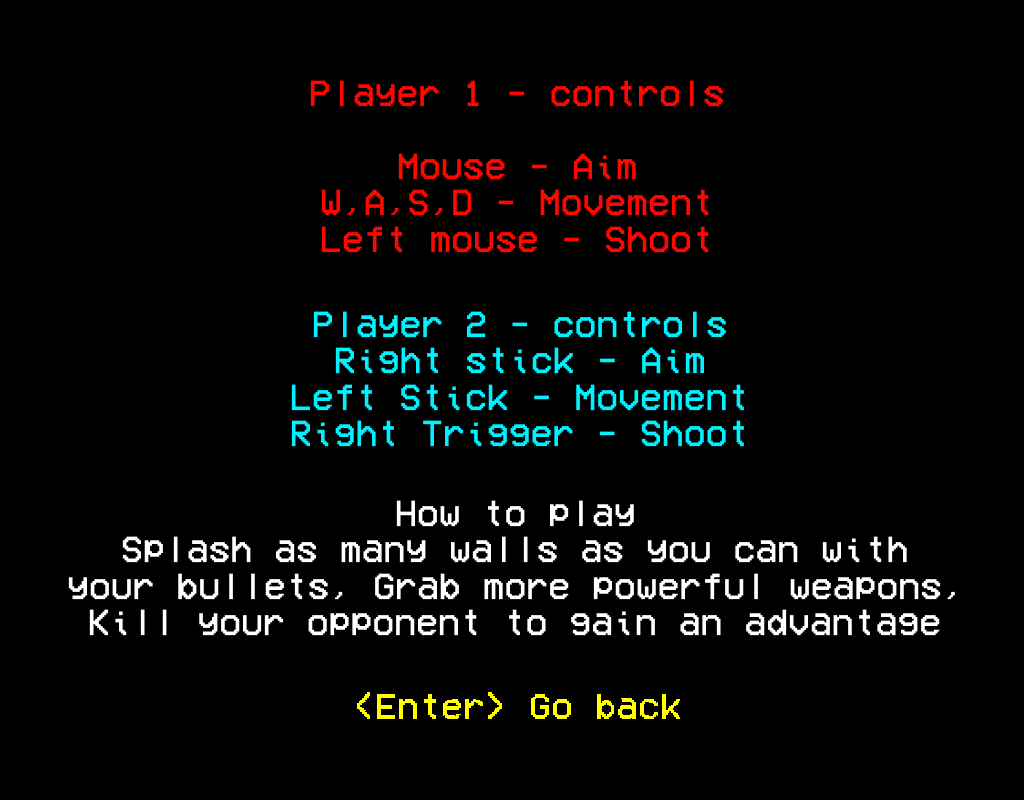 Player 1 - controls
Mouse - Aim
W,A,S,D - Movement
Left mouse - Shoot
Player 2 - controls
Right stick - Aim
Left Stick - Movement
Right Trigger - Shoot
How to play
Splash as many walls as you can with
your bullets, Grab more powerful weapons,
Kill your opponent to gain an advantage
<Enter> Go back